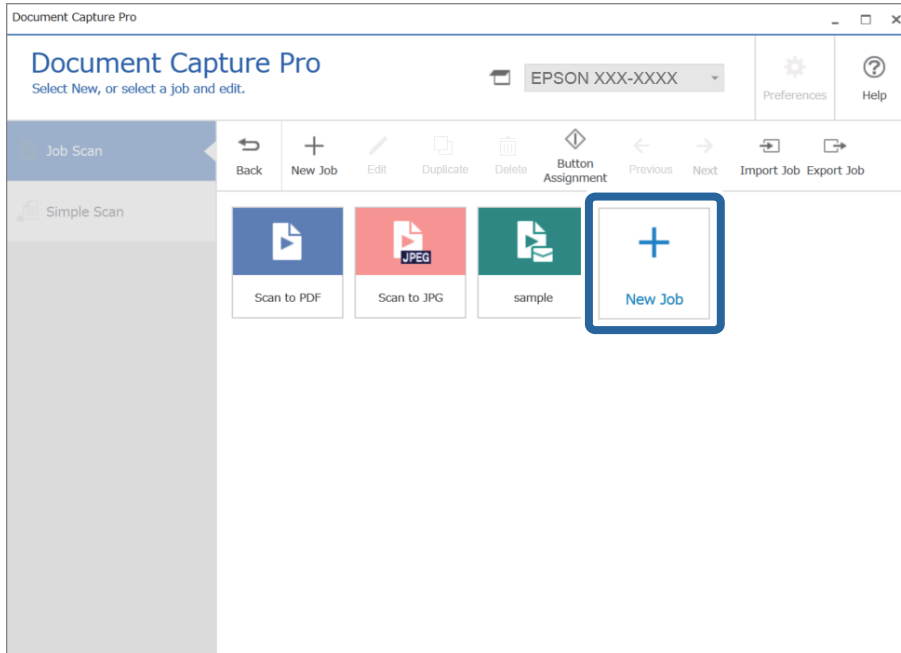 Document Capture Pro
Document Capture Pro
Select New, or select a job and edit.
EPSON XXX-XXXX
Preferences
Help
Job Scan
Simple Scan
Back
New Job
Edit
Duplicate
Delete
Button
Assignment
Previous
Next
Import Job
Export Job
JPEG
Scan to PDF
Scan to JPG
sample
New Job